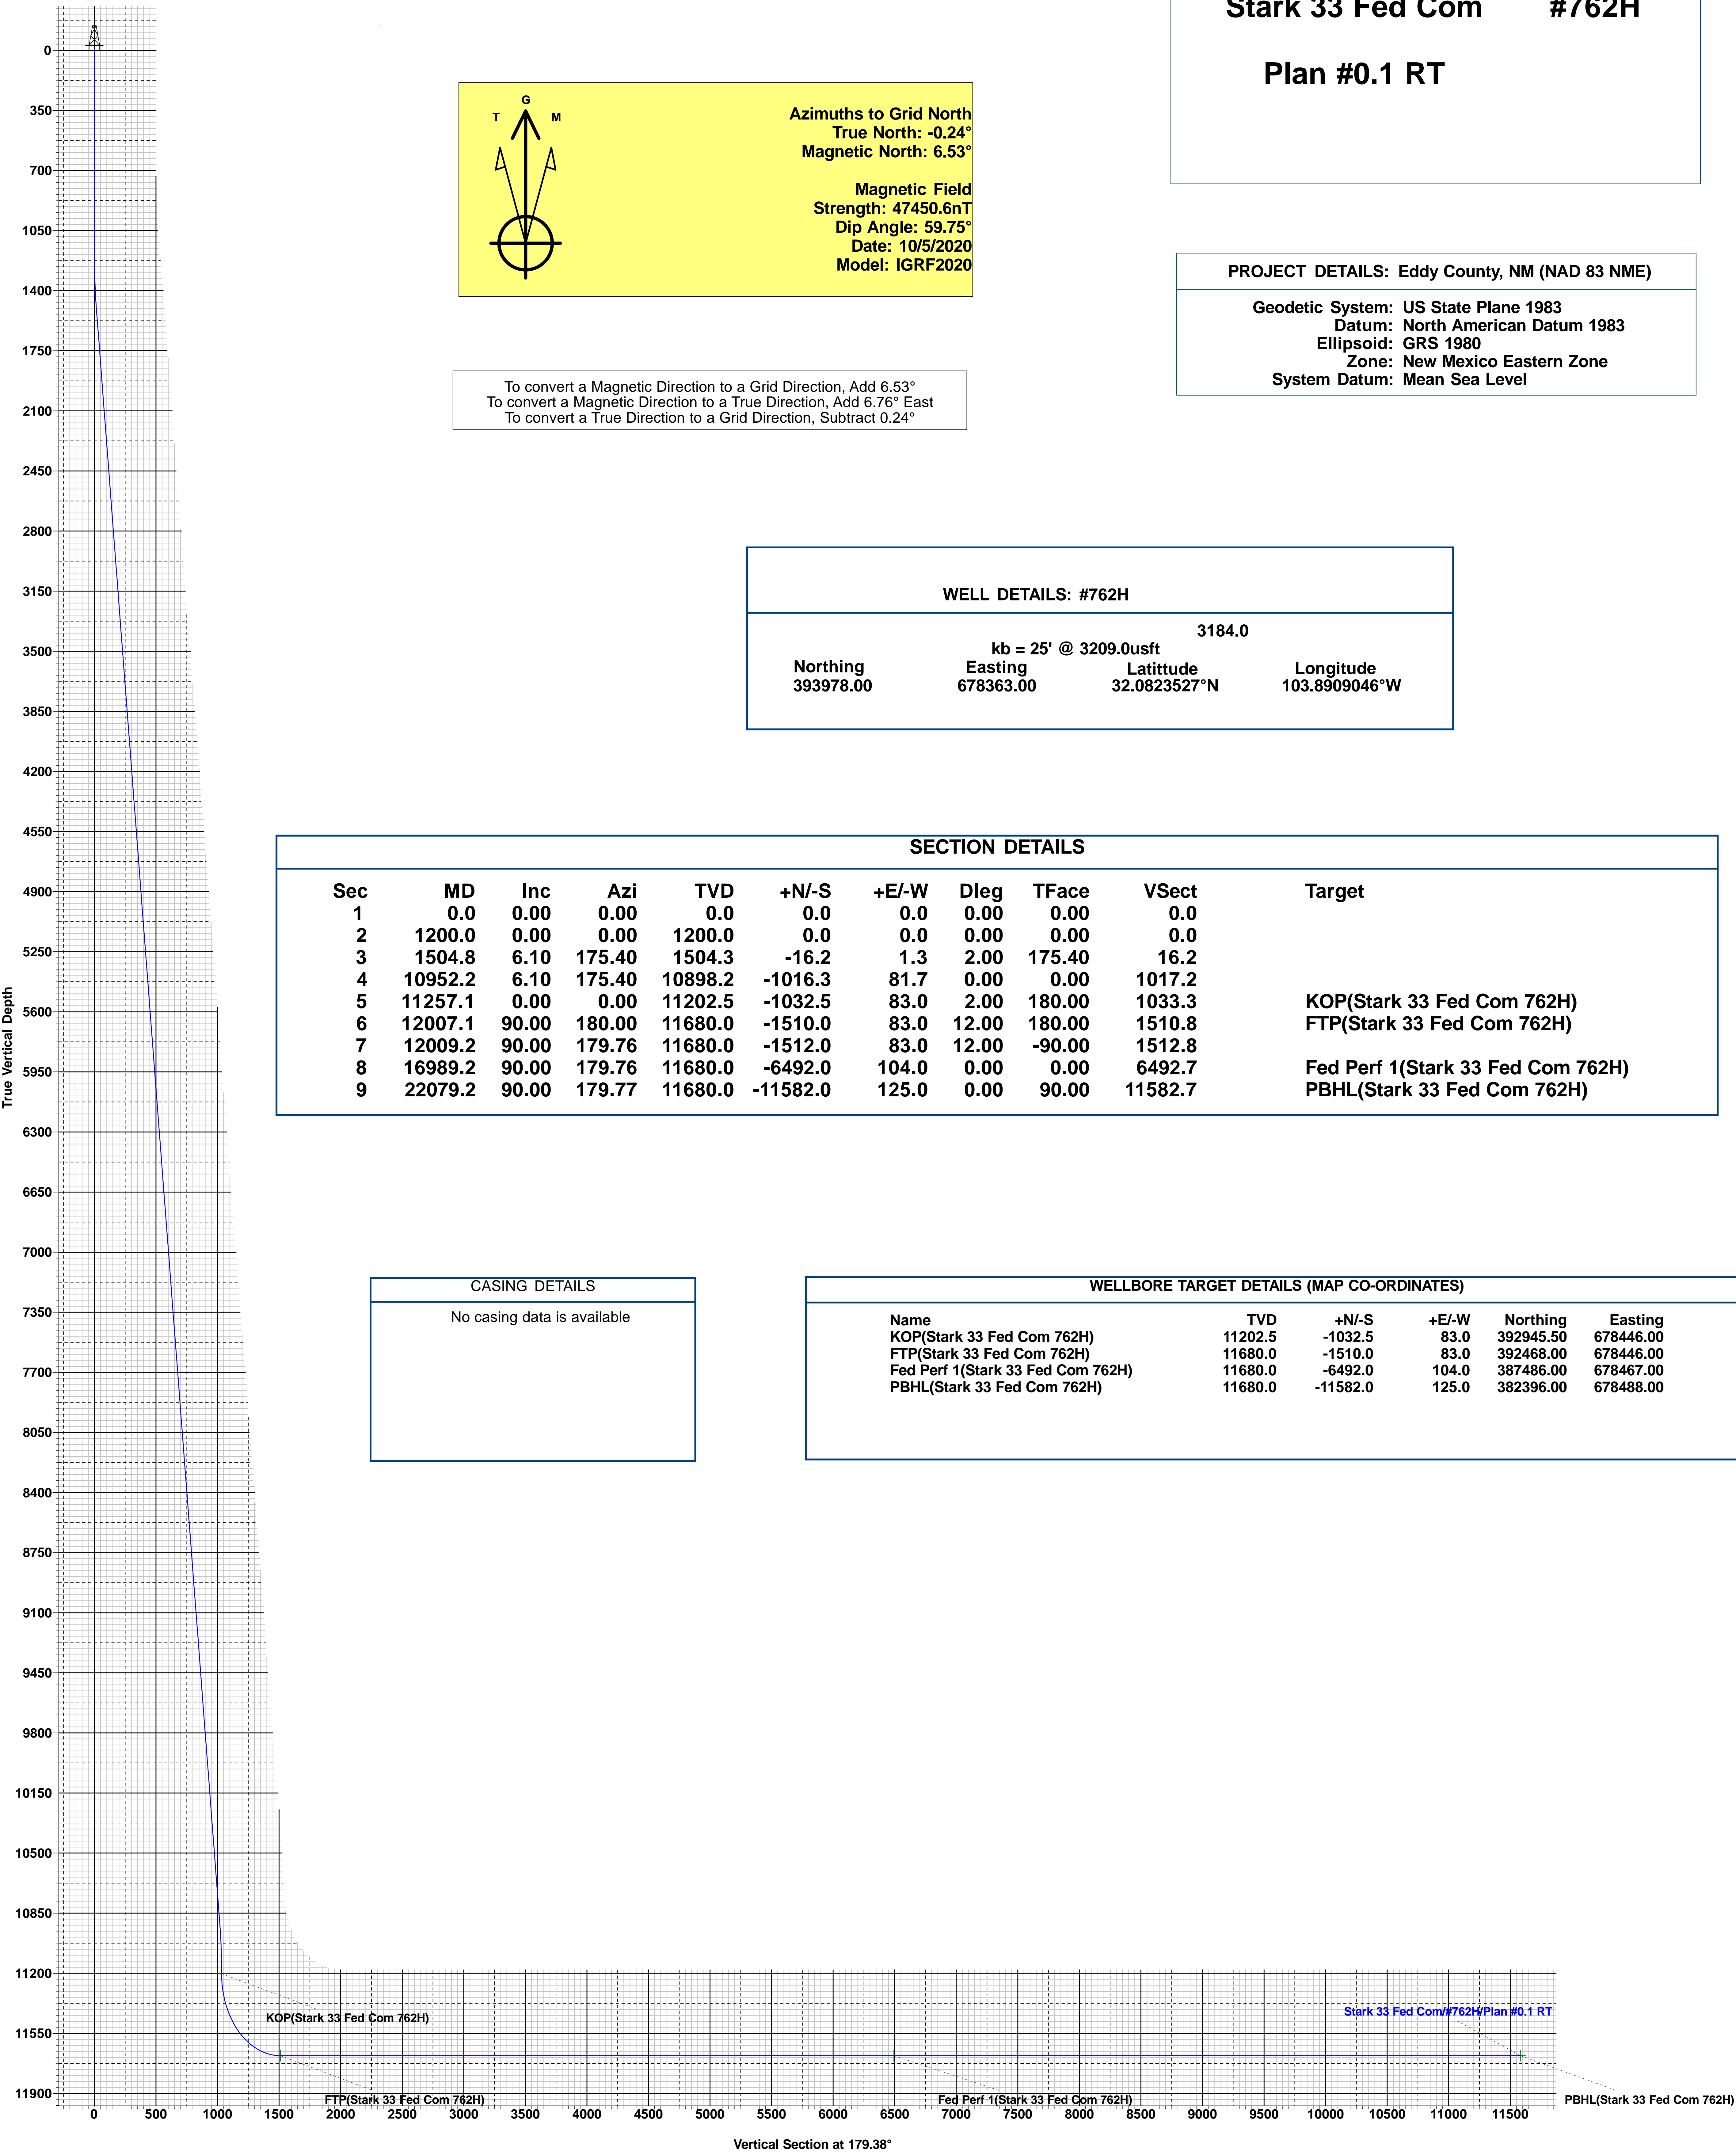 Stark 33 Fed Com #762H
Plan #0.1 RT
T G M
Azimuths to Grid North
True North: -0.24°
Magnetic North: 6.53°
Magnetic Field
Strength: 47450.6nT
Dip Angle: 59.75°
Date: 10/5/2020
Model: IGRF2020
To convert a Magnetic Direction to a Grid Direction, Add 6.53°
To convert a Magnetic Direction to a True Direction, Add 6.76° East
To convert a True Direction to a Grid Direction, Subtract 0.24°
PROJECT DETAILS: Eddy County, NM (NAD 83 NME)
Geodetic System: US State Plane 1983
Datum: North American Datum 1983
Ellipsoid: GRS 1980
Zone: New Mexico Eastern Zone
System Datum: Mean Sea Level
WELL DETAILS: #762H
3184.0
kb = 25' @ 3209.0usft
Northing Easting Latittude Longitude
393978.00 678363.00 32.0823527°N 103.8909046°W
SECTION DETAILS
Sec MD Inc Azi TVD +N/-S +E/-W Dleg TFace VSect Target
1 0.0 0.00 0.00 0.0 0.0 0.0 0.00 0.00 0.0
2 1200.0 0.00 0.00 1200.0 0.0 0.0 0.00 0.00 0.0
3 1504.8 6.10 175.40 1504.3 -16.2 1.3 2.00 175.40 16.2
4 10952.2 6.10 175.40 10898.2 -1016.3 81.7 0.00 0.00 1017.2
5 11257.1 0.00 0.00 11202.5 -1032.5 83.0 2.00 180.00 1033.3 KOP(Stark 33 Fed Com 762H)
6 12007.1 90.00 180.00 11680.0 -1510.0 83.0 12.00 180.00 1510.8 FTP(Stark 33 Fed Com 762H)
7 12009.2 90.00 179.76 11680.0 -1512.0 83.0 12.00 -90.00 1512.8
8 16989.2 90.00 179.76 11680.0 -6492.0 104.0 0.00 0.00 6492.7 Fed Perf 1(Stark 33 Fed Com 762H)
9 22079.2 90.00 179.77 11680.0 -11582.0 125.0 0.00 90.00 11582.7 PBHL(Stark 33 Fed Com 762H)
CASING DETAILS
No casing data is available
WELLBORE TARGET DETAILS (MAP CO-ORDINATES)
Name TVD +N/-S +E/-W Northing Easting
KOP(Stark 33 Fed Com 762H) 11202.5 -1032.5 83.0 392945.50 678446.00
FTP(Stark 33 Fed Com 762H) 11680.0 -1510.0 83.0 392468.00 678446.00
Fed Perf 1(Stark 33 Fed Com 762H) 11680.0 -6492.0 104.0 387486.00 678467.00
PBHL(Stark 33 Fed Com 762H) 11680.0 -11582.0 125.0 382396.00 678488.00
True Vertical Depth
0
350
700
1050
1400
1750
2100
2450
2800
3150
3500
3850
4200
4550
4900
5250
5600
5950
6300
6650
7000
7350
7700
8050
8400
8750
9100
9450
9800
10150
10500
10850
11200
11550
11900
KOP(Stark 33 Fed Com 762H)
Stark 33 Fed Com/#762H/Plan #0.1 RT
FTP(Stark 33 Fed Com 762H)
Fed Perf 1(Stark 33 Fed Com 762H)
PBHL(Stark 33 Fed Com 762H)
0 500 1000 1500 2000 2500 3000 3500 4000 4500 5000 5500 6000 6500 7000 7500 8000 8500 9000 9500 10000 10500 11000 11500
Vertical Section at 179.38°